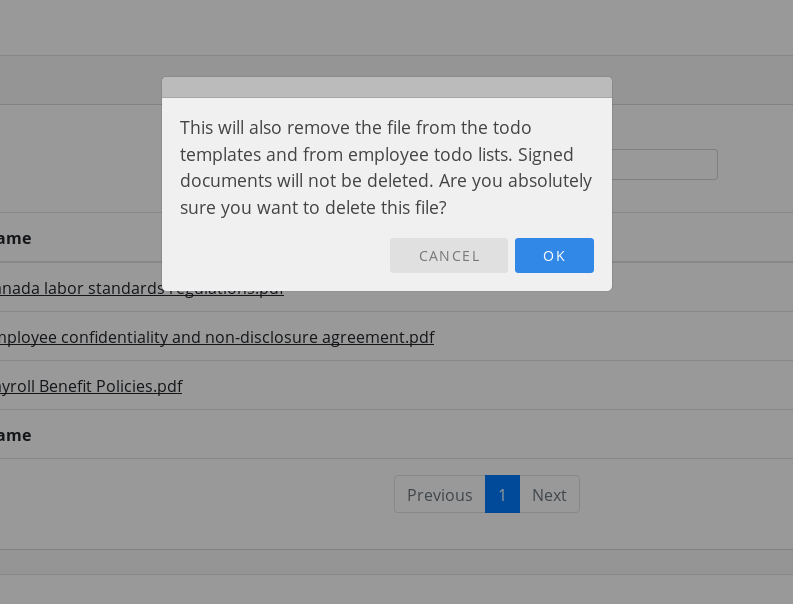 This will also remove the file from the todo
templates and from employee todo lists. Signed
documents will not be deleted. Are you absolutely
sure you want to delete this file?
CANCEL OK
ame
nada labor standards regulations.pdf
mployee confidentiality and non-disclosure agreement.pdf
yroll Benefit Policies.pdf
ame
Previous 1 Next